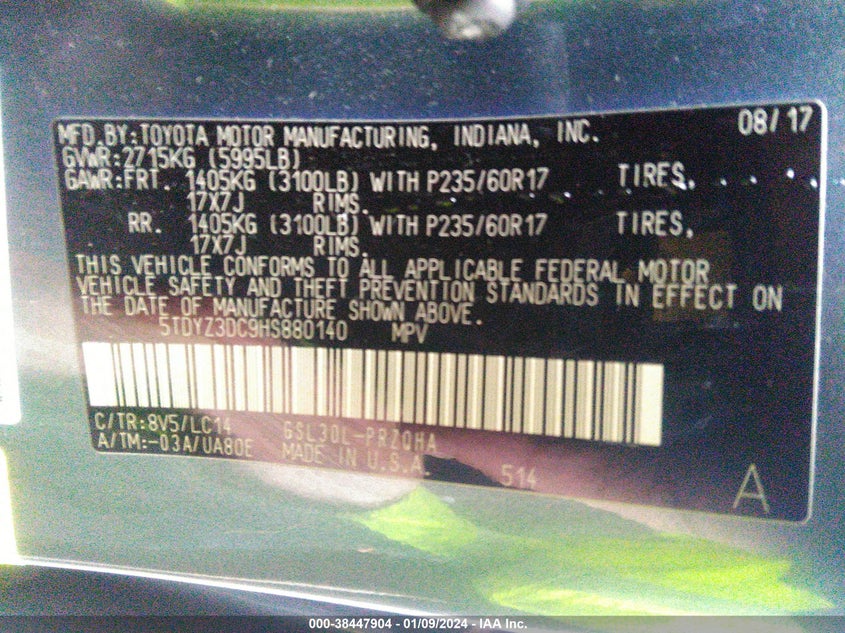 MFD.BY:TOYOTA MOTOR MANUFACTURING, INDIANA, INC. 08/17
GVWR:2715KG (5995LB)
GAWR:FRT. 1405KG (3100LB) WITH P235/60R17 TIRES,
17X7J RIMS.
RR. 1405KG (3100LB) WITH P235/60R17 TIRES,
17X7J RIMS.
THIS VEHICLE CONFORMS TO ALL APPLICABLE FEDERAL MOTOR
VEHICLE SAFETY AND THEFT PREVENTION STANDARDS IN EFFECT ON
THE DATE OF MANUFACTURE SHOWN ABOVE.
5TDYZ3DC9HS880140 MPV
C/TR:8V5/LC14 GSL30L-PRZQHA
A/TM:-03A/UA80E MADE IN U.S.A. 514
A
000-38447904 - 01/09/2024 - IAA Inc.